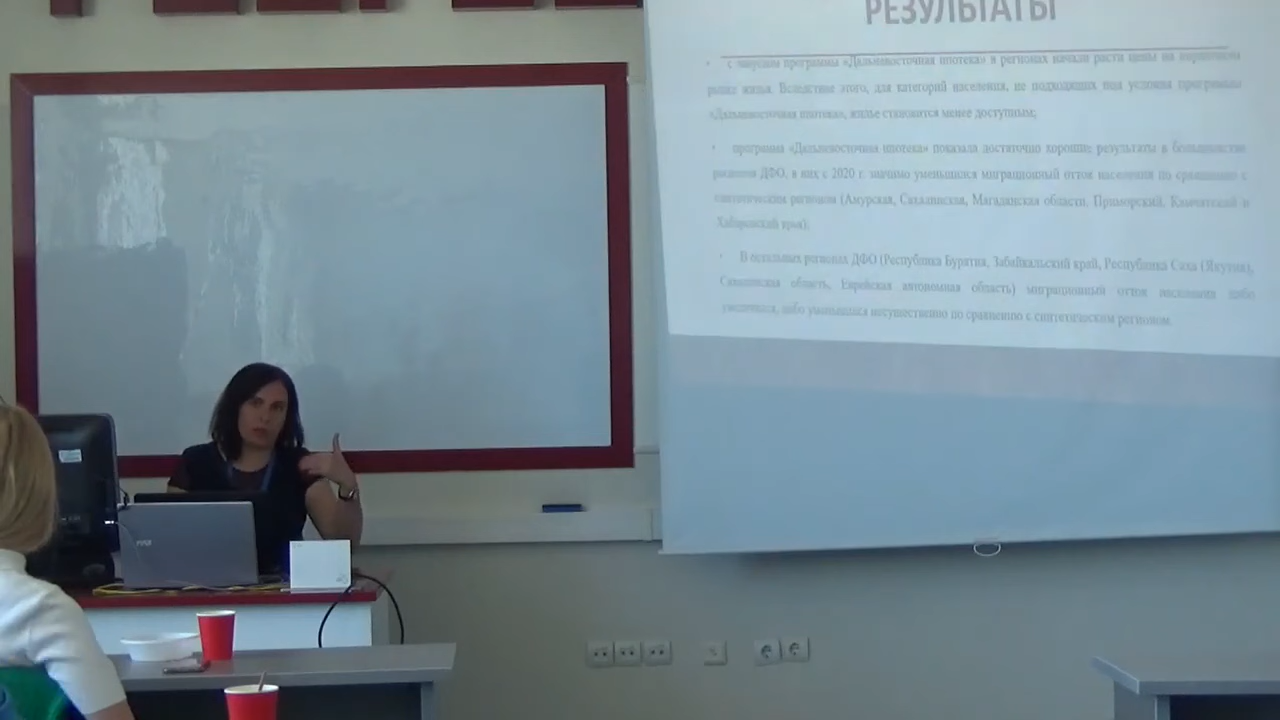 РЕЗУЛЬТАТЫ
с запуском программы «Дальневосточная ипотека» в регионах начали расти цены на первичном
рынке жилья. Вследствие этого, для категорий населения, не подходящих под условия программы
«Дальневосточная ипотека», жилье становится менее доступным;
программа «Дальневосточная ипотека» показала достаточно хорошие результаты в большинстве
регионов ДФО, в них с 2020 г. значимо уменьшился миграционный отток населения по сравнению с
синтетическим регионом (Амурская, Сахалинская, Магаданская области, Приморский, Камчатский и
Хабаровский края);
В остальных регионах ДФО (Республика Бурятия, Забайкальский край, Республика Саха (Якутия),
Сахалинская область, Еврейская автономная область) миграционный отток населения либо
увеличился, либо уменьшился несущественно по сравнению с синтетическим регионом.